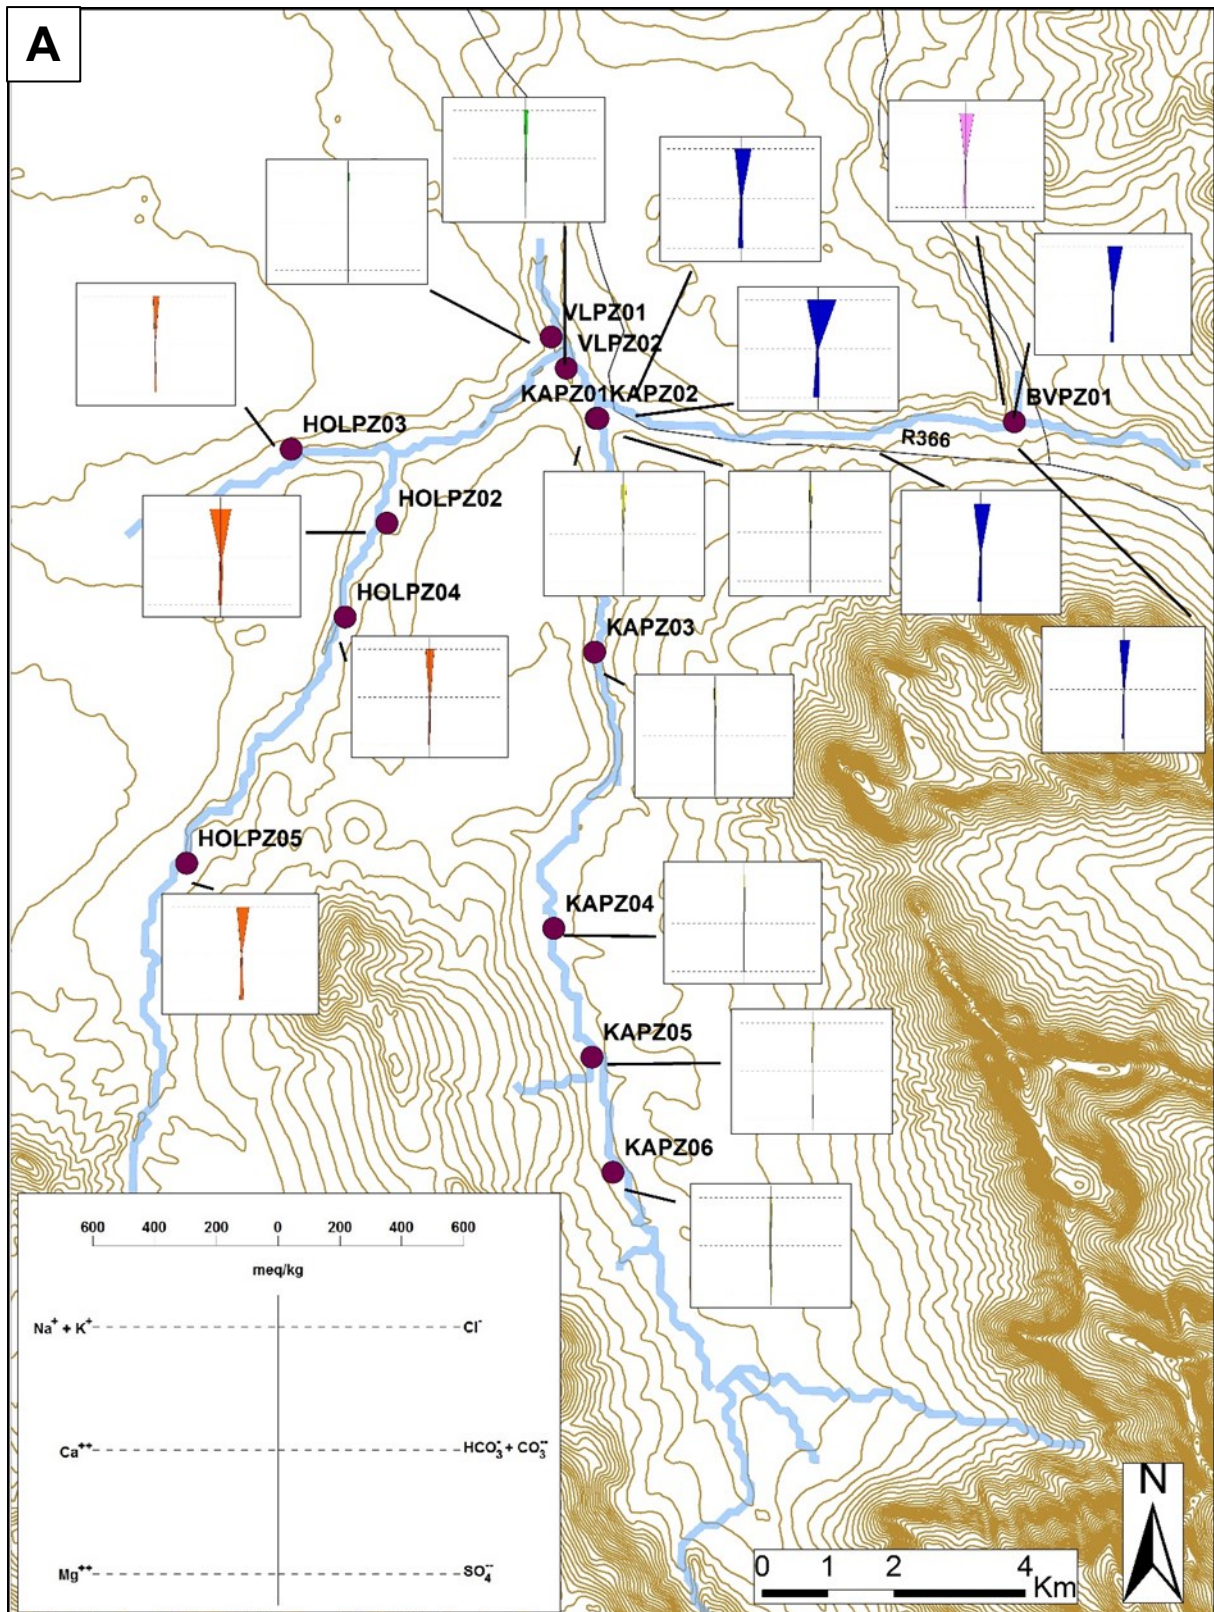 A
VLPZ01
VLPZ02
KAPZ01KAPZ02
BVPZ01
HOLPZ03
R366
HOLPZ02
HOLPZ04
KAPZ03
HOLPZ05
KAPZ04
KAPZ05
KAPZ06
600 400 200 0 200 400 600
meq/kg
Na⁺ + K⁺ Cl⁻
Ca⁺⁺ HCO₃⁻ + CO₃⁻⁻
Mg⁺⁺ SO₄⁻⁻
N
0 1 2 4
Km